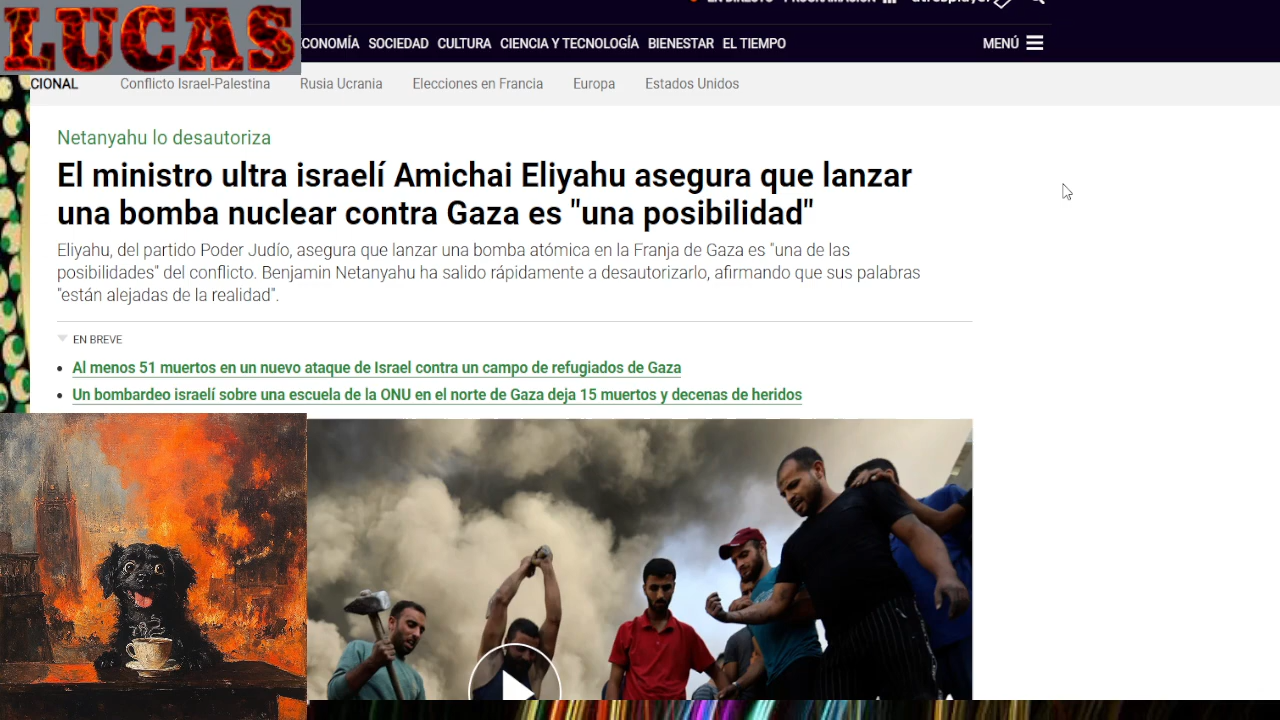 LUCAS
CONOMÍA SOCIEDAD CULTURA CIENCIA Y TECNOLOGÍA BIENESTAR EL TIEMPO
MENÚ
CIONAL Conflicto Israel-Palestina Rusia Ucrania Elecciones en Francia Europa Estados Unidos
Netanyahu lo desautoriza
El ministro ultra israelí Amichai Eliyahu asegura que lanzar
una bomba nuclear contra Gaza es "una posibilidad"
Eliyahu, del partido Poder Judío, asegura que lanzar una bomba atómica en la Franja de Gaza es "una de las
posibilidades" del conflicto. Benjamin Netanyahu ha salido rápidamente a desautorizarlo, afirmando que sus palabras
"están alejadas de la realidad".
EN BREVE
Al menos 51 muertos en un nuevo ataque de Israel contra un campo de refugiados de Gaza
Un bombardeo israelí sobre una escuela de la ONU en el norte de Gaza deja 15 muertos y decenas de heridos